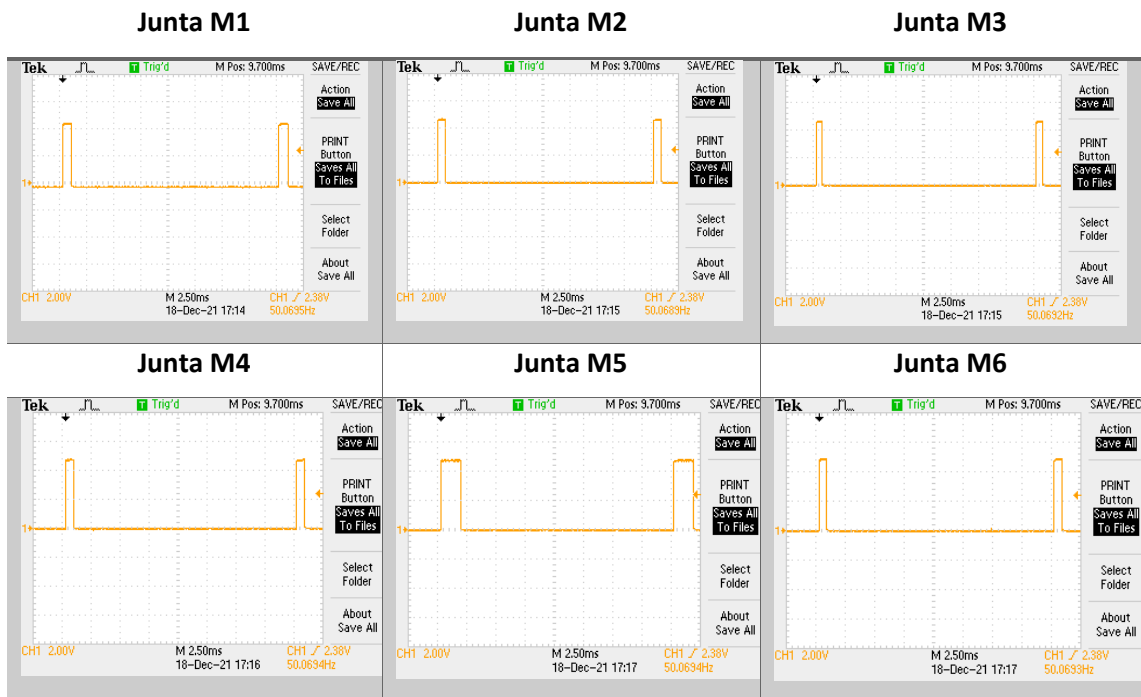 Junta M1
Junta M2
Junta M3
Tek
T Trig'd
M Pos: 9.700ms
SAVE/REC
Action
Save All
PRINT
Button
Saves All
To Files
Select
Folder
About
Save All
1
CH1 2.00V
M 2.50ms
CH1 2.38V
18-Dec-21 17:14
50.0695Hz
Tek
T Trig'd
M Pos: 9.700ms
SAVE/REC
Action
Save All
PRINT
Button
Saves All
To Files
Select
Folder
About
Save All
1
CH1 2.00V
M 2.50ms
CH1 2.38V
18-Dec-21 17:15
50.0689Hz
Tek
T Trig'd
M Pos: 9.700ms
SAVE/REC
Action
Save All
PRINT
Button
Saves All
To Files
Select
Folder
About
Save All
1
CH1 2.00V
M 2.50ms
CH1 2.38V
18-Dec-21 17:15
50.0692Hz
Junta M4
Junta M5
Junta M6
Tek
T Trig'd
M Pos: 9.700ms
SAVE/REC
Action
Save All
PRINT
Button
Saves All
To Files
Select
Folder
About
Save All
1
CH1 2.00V
M 2.50ms
CH1 2.38V
18-Dec-21 17:16
50.0694Hz
Tek
T Trig'd
M Pos: 9.700ms
SAVE/REC
Action
Save All
PRINT
Button
Saves All
To Files
Select
Folder
About
Save All
1
CH1 2.00V
M 2.50ms
CH1 2.38V
18-Dec-21 17:17
50.0694Hz
Tek
T Trig'd
M Pos: 9.700ms
SAVE/REC
Action
Save All
PRINT
Button
Saves All
To Files
Select
Folder
About
Save All
1
CH1 2.00V
M 2.50ms
CH1 2.38V
18-Dec-21 17:17
50.0693Hz